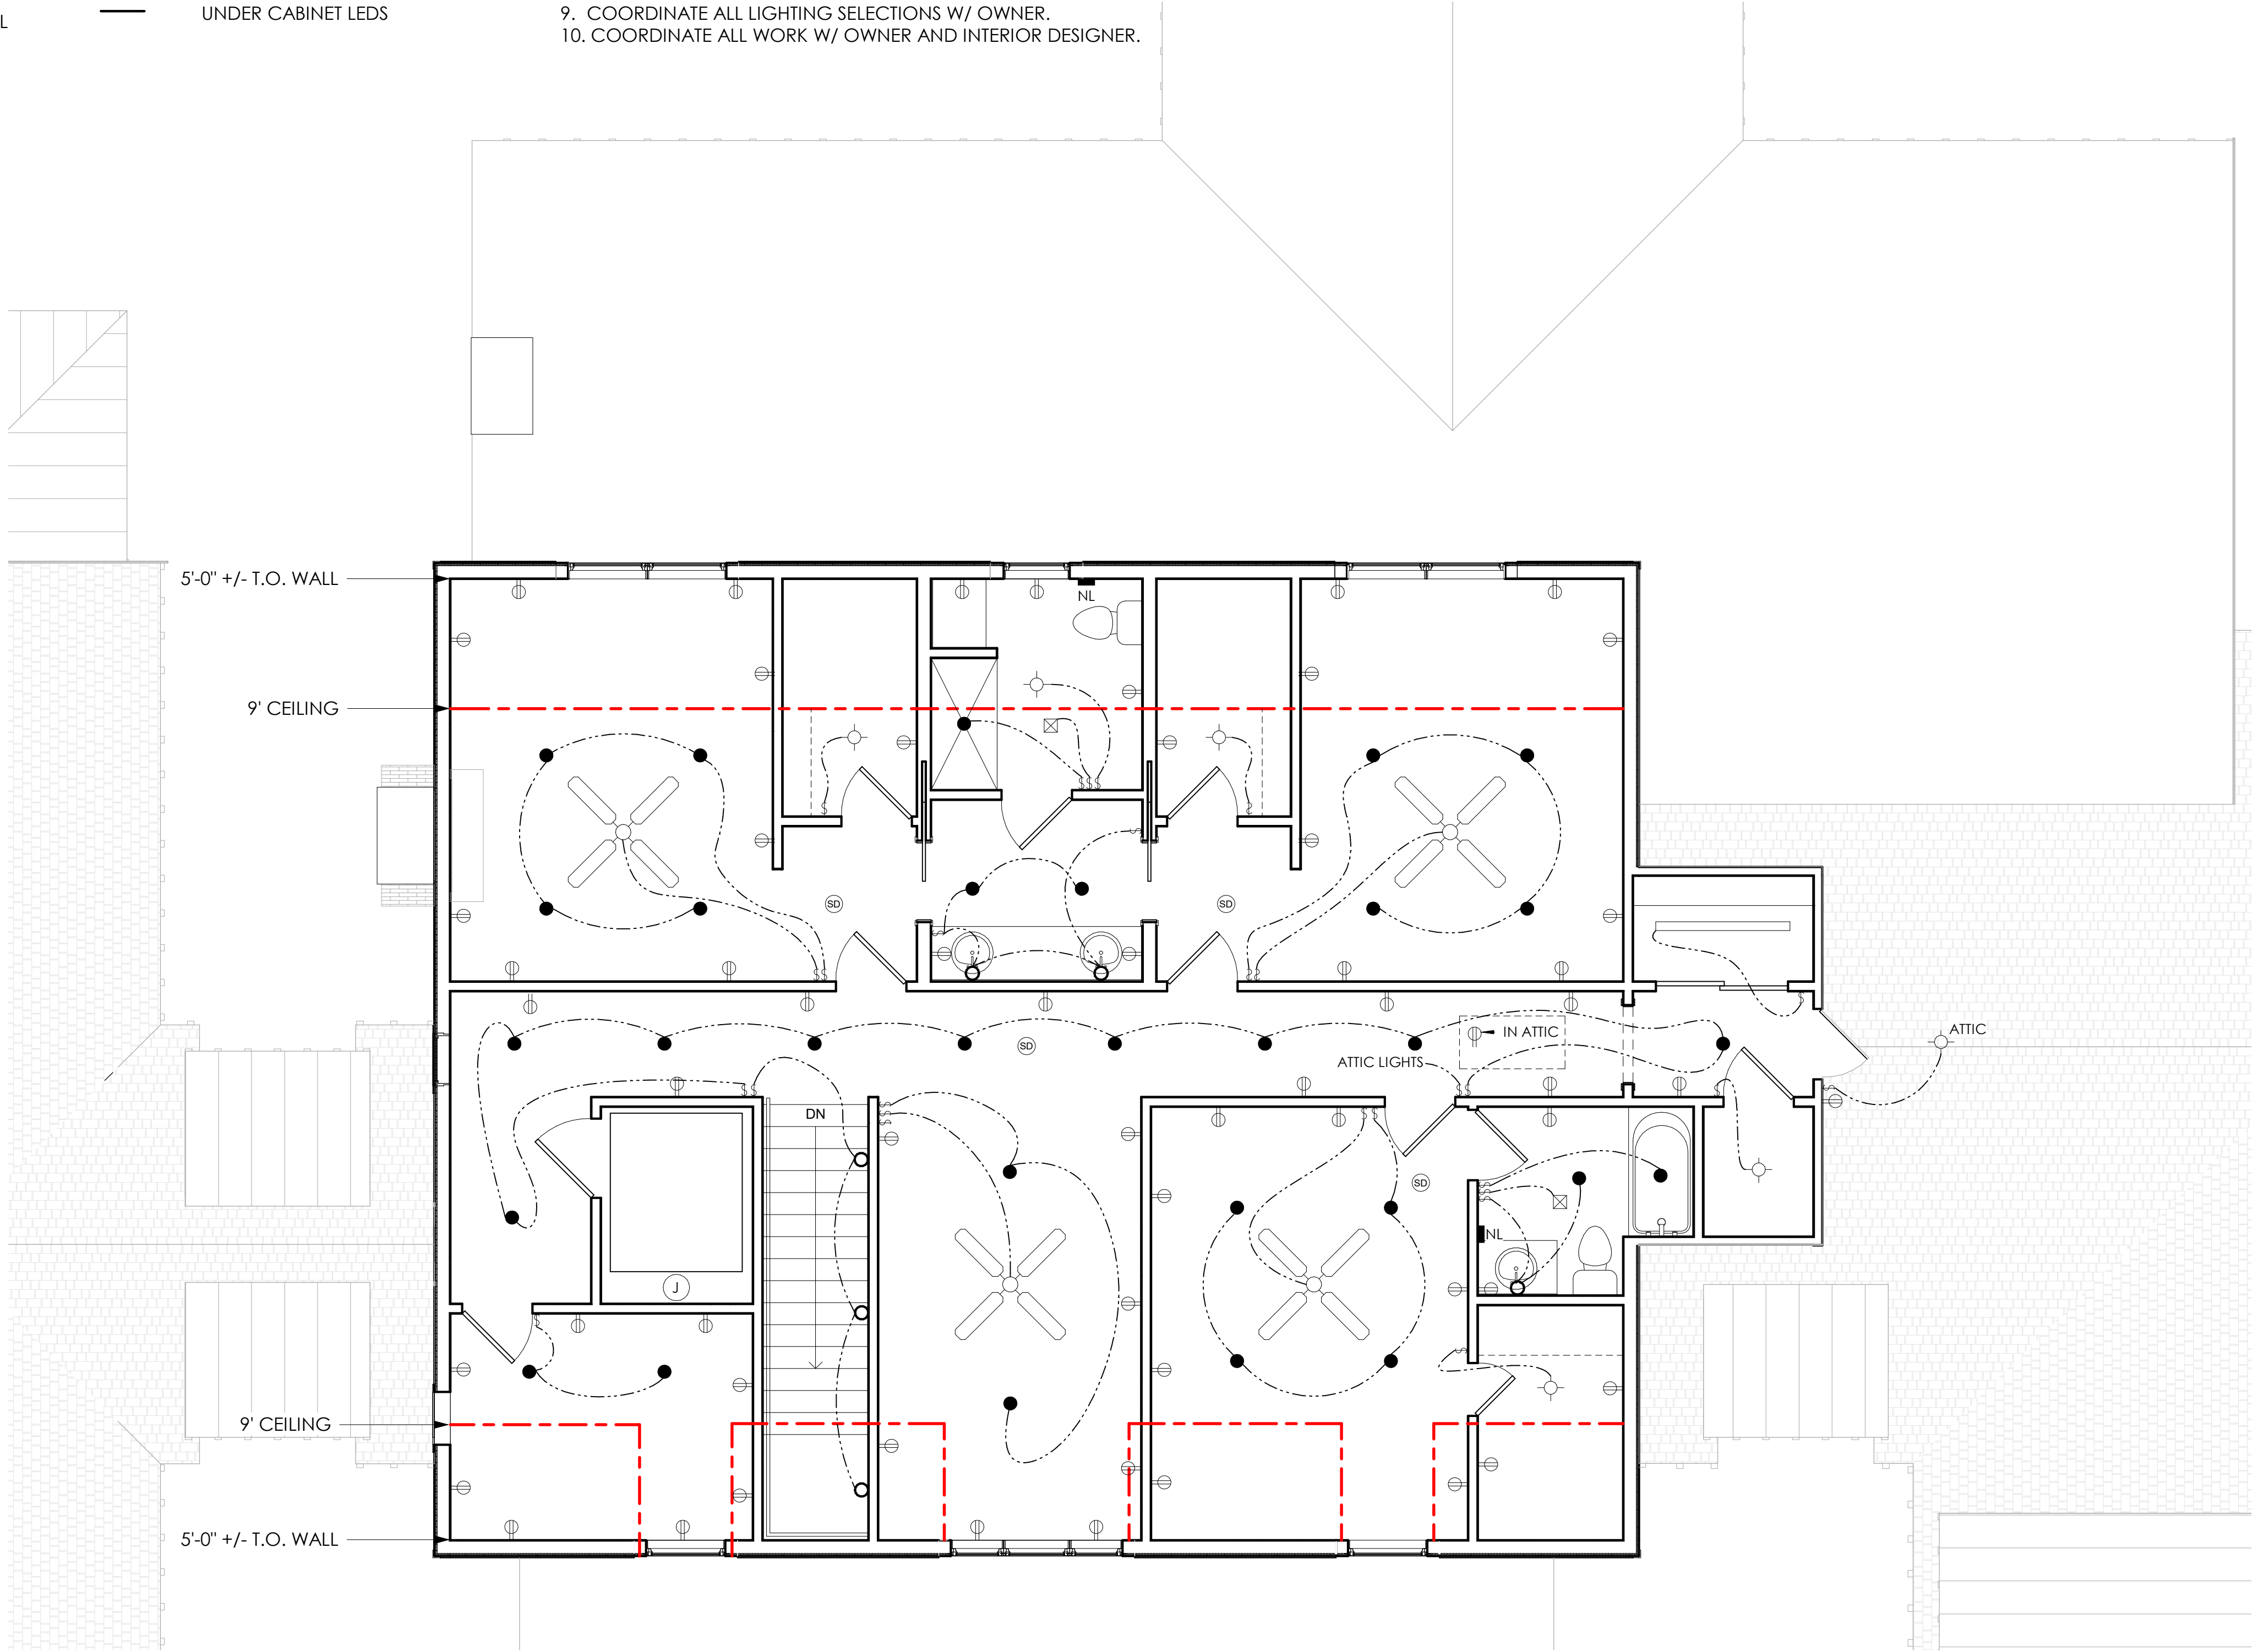 L
UNDER CABINET LEDS
9. COORDINATE ALL LIGHTING SELECTIONS W/ OWNER.
10. COORDINATE ALL WORK W/ OWNER AND INTERIOR DESIGNER.
5'-0" +/- T.O. WALL
NL
9' CEILING
SD
SD
IN ATTIC
ATTIC
SD
ATTIC LIGHTS
DN
SD
NL
J
9' CEILING
5'-0" +/- T.O. WALL